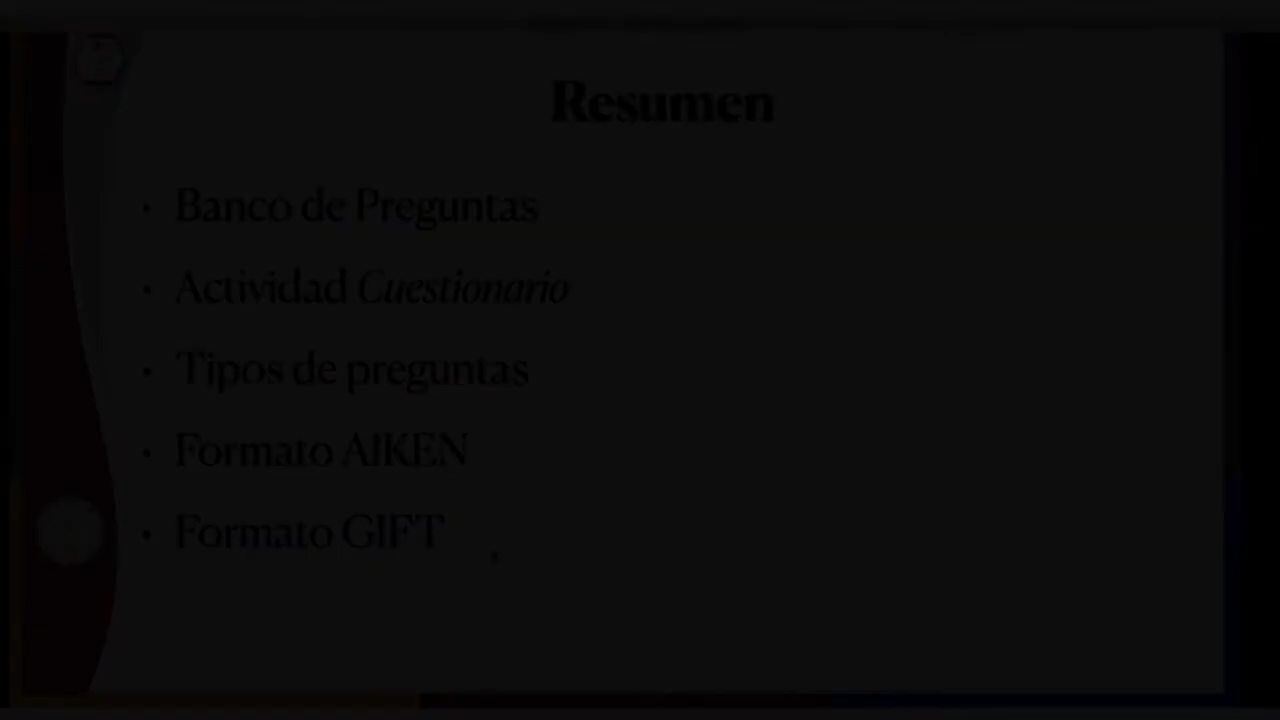 Resumen
• Banco de Preguntas
• Actividad Cuestionario
• Tipos de preguntas
• Formato AIKEN
• Formato GIFT